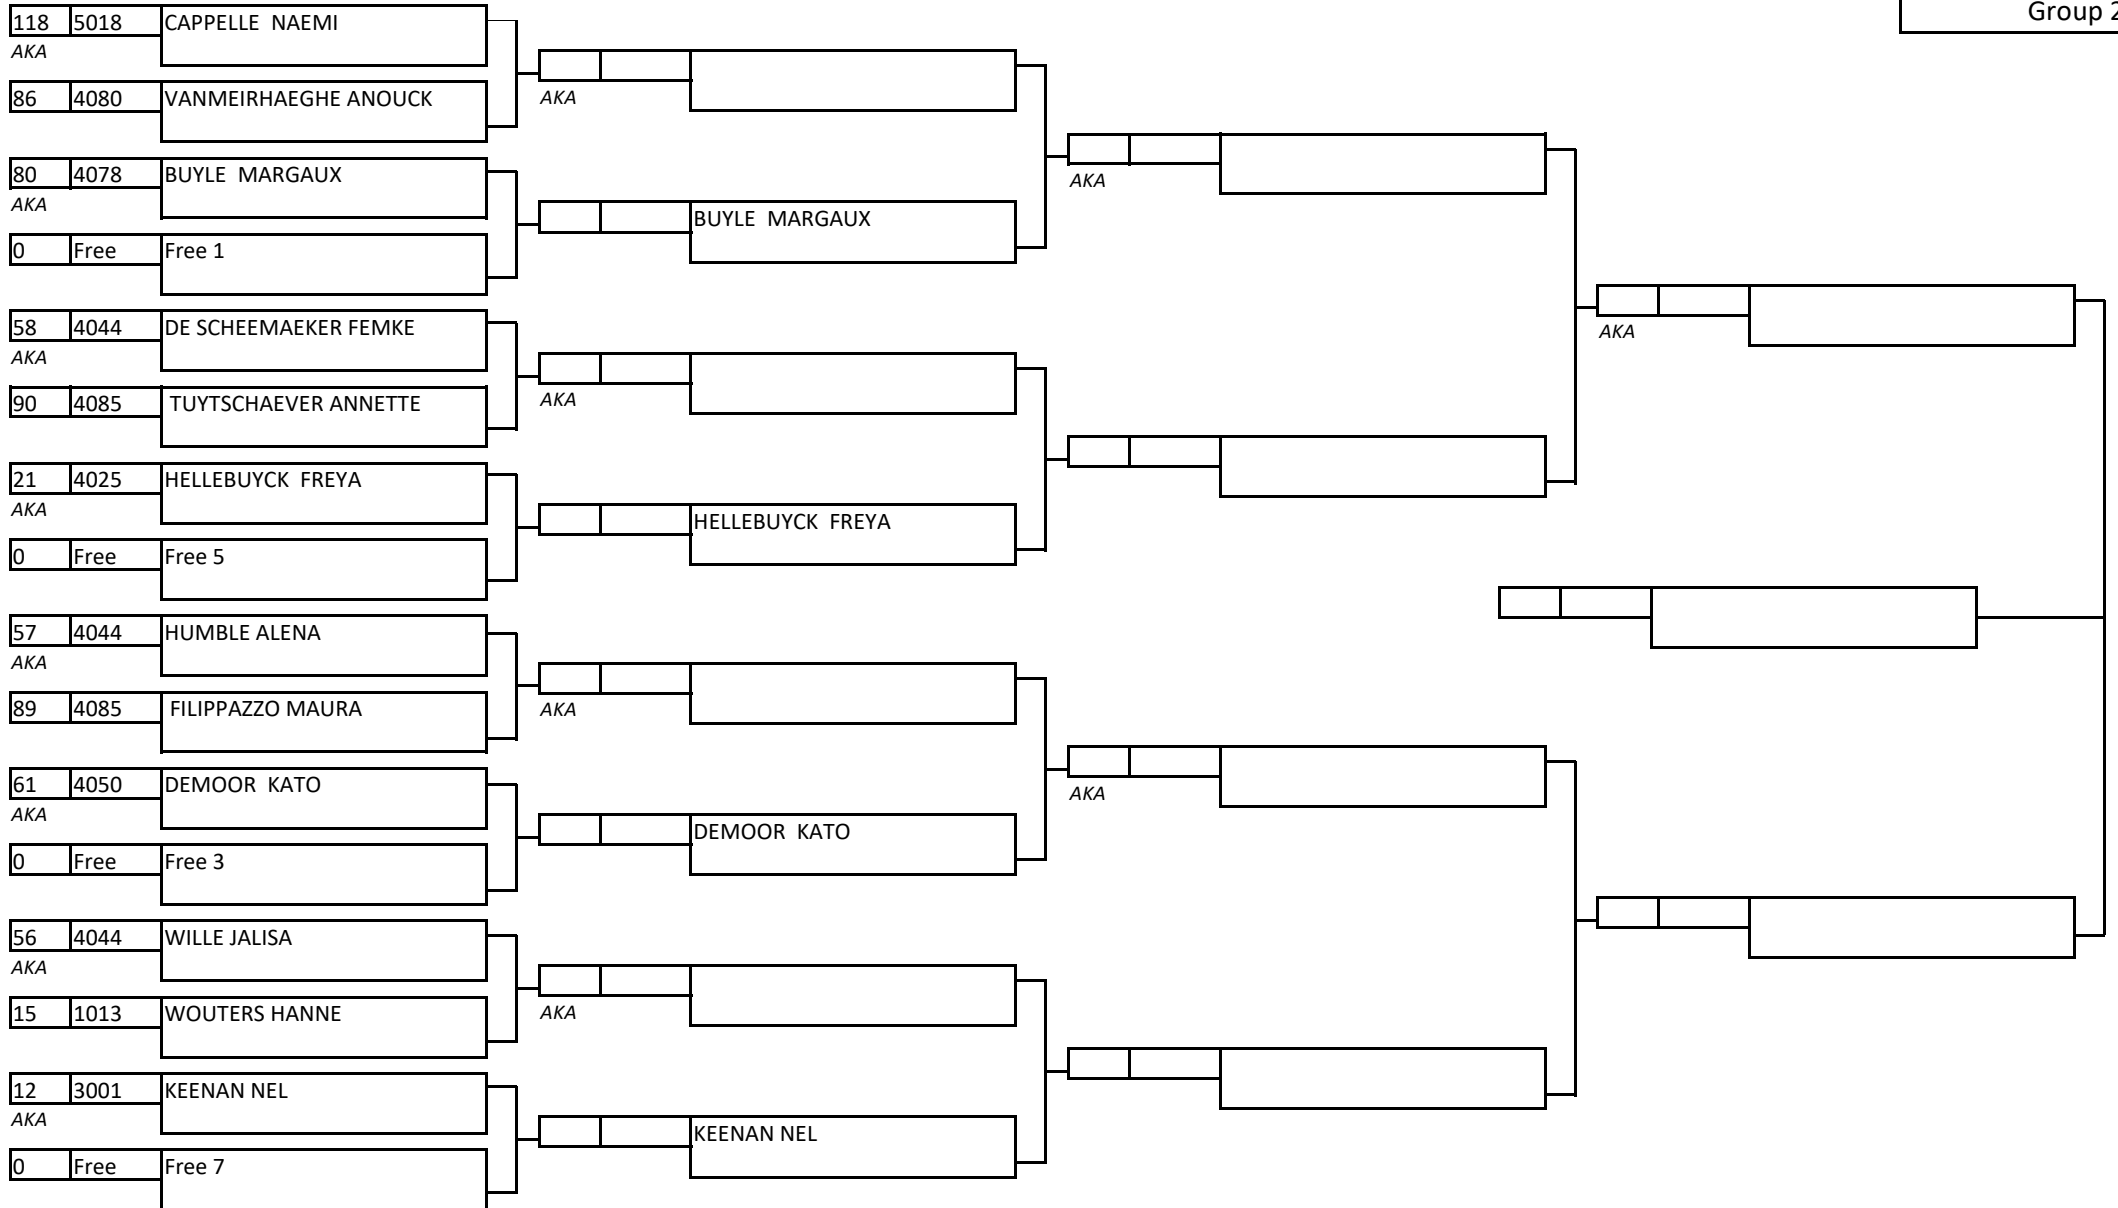 Group 2
118 5018 CAPPELLE  NAEMI
AKA
AKA
86 4080 VANMEIRHAEGHE ANOUCK
80 4078 BUYLE  MARGAUX
AKA
AKA
BUYLE  MARGAUX
0 Free Free 1
58 4044 DE SCHEEMAEKER FEMKE
AKA
AKA
90 4085 TUYTSCHAEVER ANNETTE
AKA
21 4025 HELLEBUYCK  FREYA
AKA
HELLEBUYCK  FREYA
0 Free Free 5
57 4044 HUMBLE ALENA
AKA
89 4085 FILIPPAZZO MAURA
AKA
61 4050 DEMOOR  KATO
AKA
AKA
DEMOOR  KATO
0 Free Free 3
56 4044 WILLE JALISA
AKA
15 1013 WOUTERS HANNE
AKA
12 3001 KEENAN NEL
AKA
KEENAN NEL
0 Free Free 7